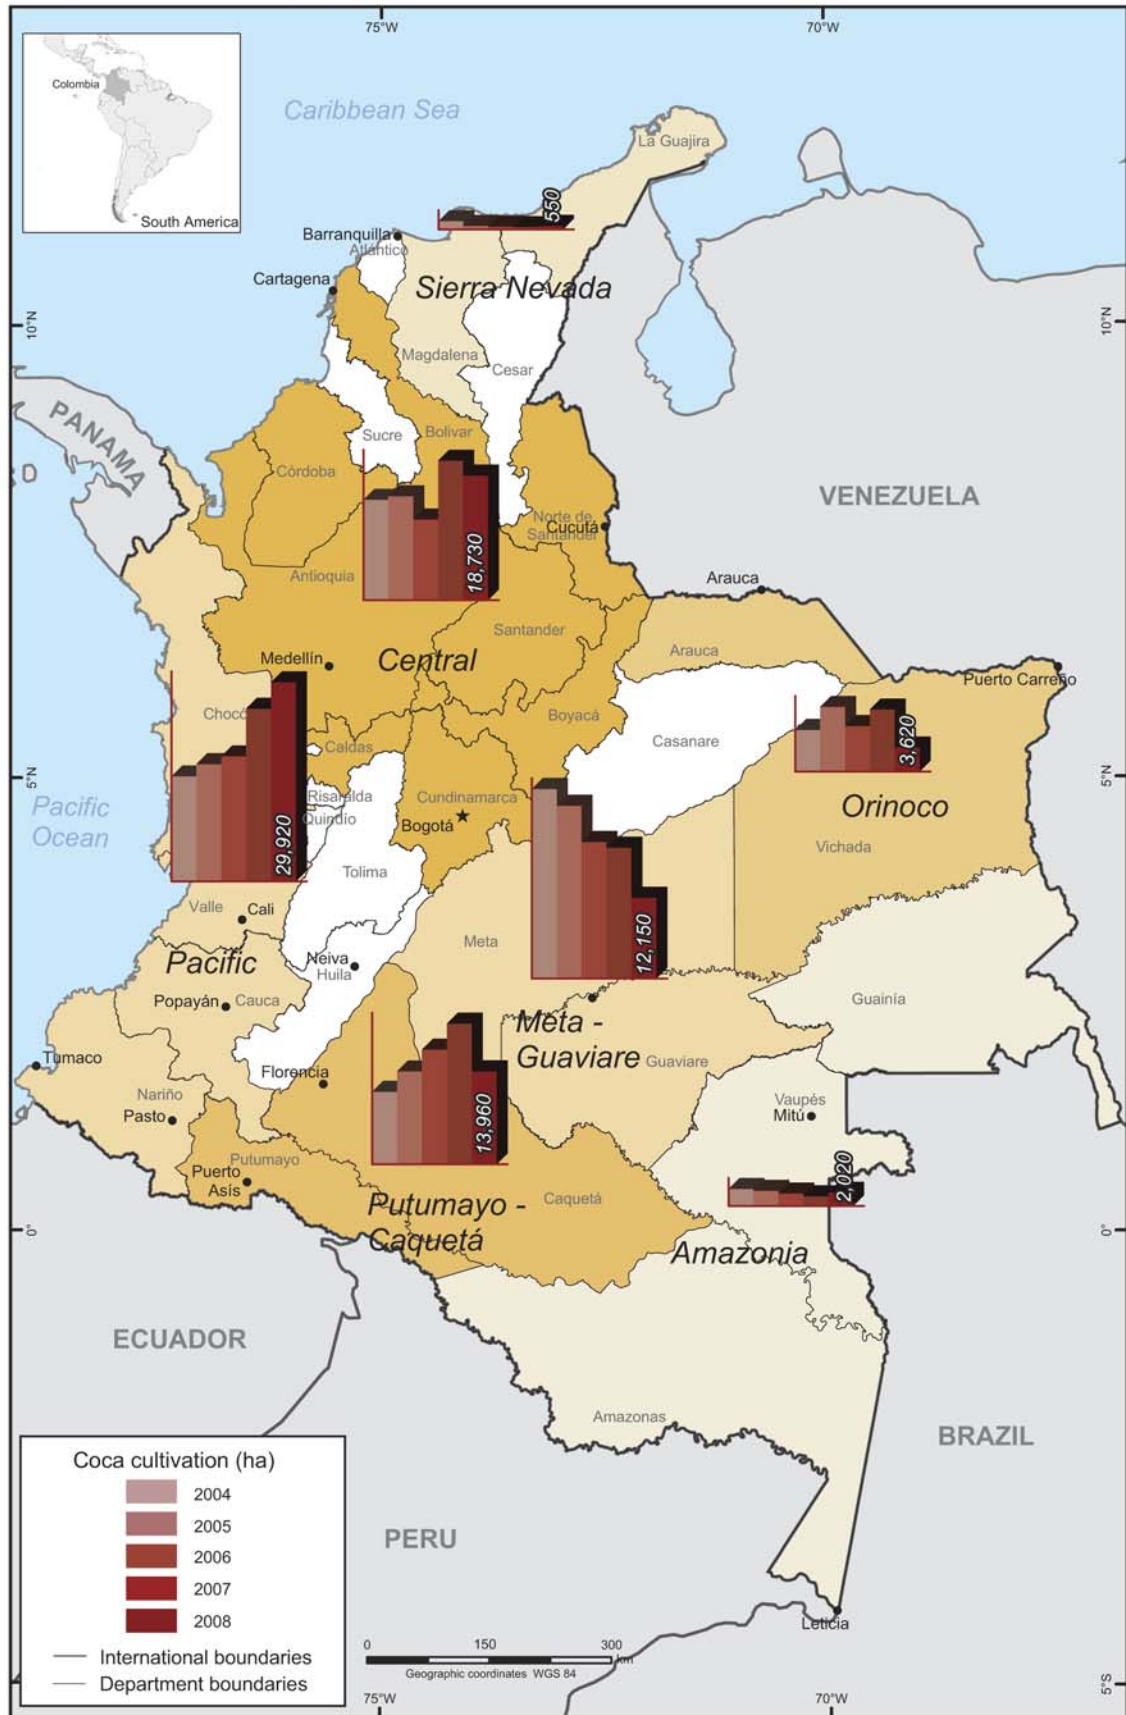 75°W
70°W
Colombia
South America
Caribbean Sea
La Guajira
550
Barranquilla
Atlántico
Cartagena
Sierra Nevada
10°N
10°N
Magdalena
Cesar
PANAMA
Sucre
Bolivar
Córdoba
VENEZUELA
Norte de
Santander
Cucutá
18,730
Antioquia
Arauca
Santander
Arauca
Medellín
Central
Puerto Carreño
Chocó
Boyacá
Casanare
3,620
Caldas
5°N
5°N
Risaralda
Cundinamarca
Orinoco
Pacific
Ocean
Quindío
Bogotá
29,920
Vichada
Tolima
Valle
Cali
12,150
Meta
Pacific
Neiva
Huila
Popayán
Cauca
Guainía
Meta -
Guaviare
Tumaco
Florencia
Guaviare
Nariño
Pasto
13,960
Vaupés
Mitú
Putumayo
Puerto
Asís
2,020
Caquetá
Putumayo -
Caquetá
0°
0°
Amazonia
ECUADOR
Amazonas
BRAZIL
Coca cultivation (ha)
2004
2005
2006
2007
2008
International boundaries
Department boundaries
PERU
Leticia
0
150
300
km
Geographic coordinates WGS 84
5°S
75°W
70°W